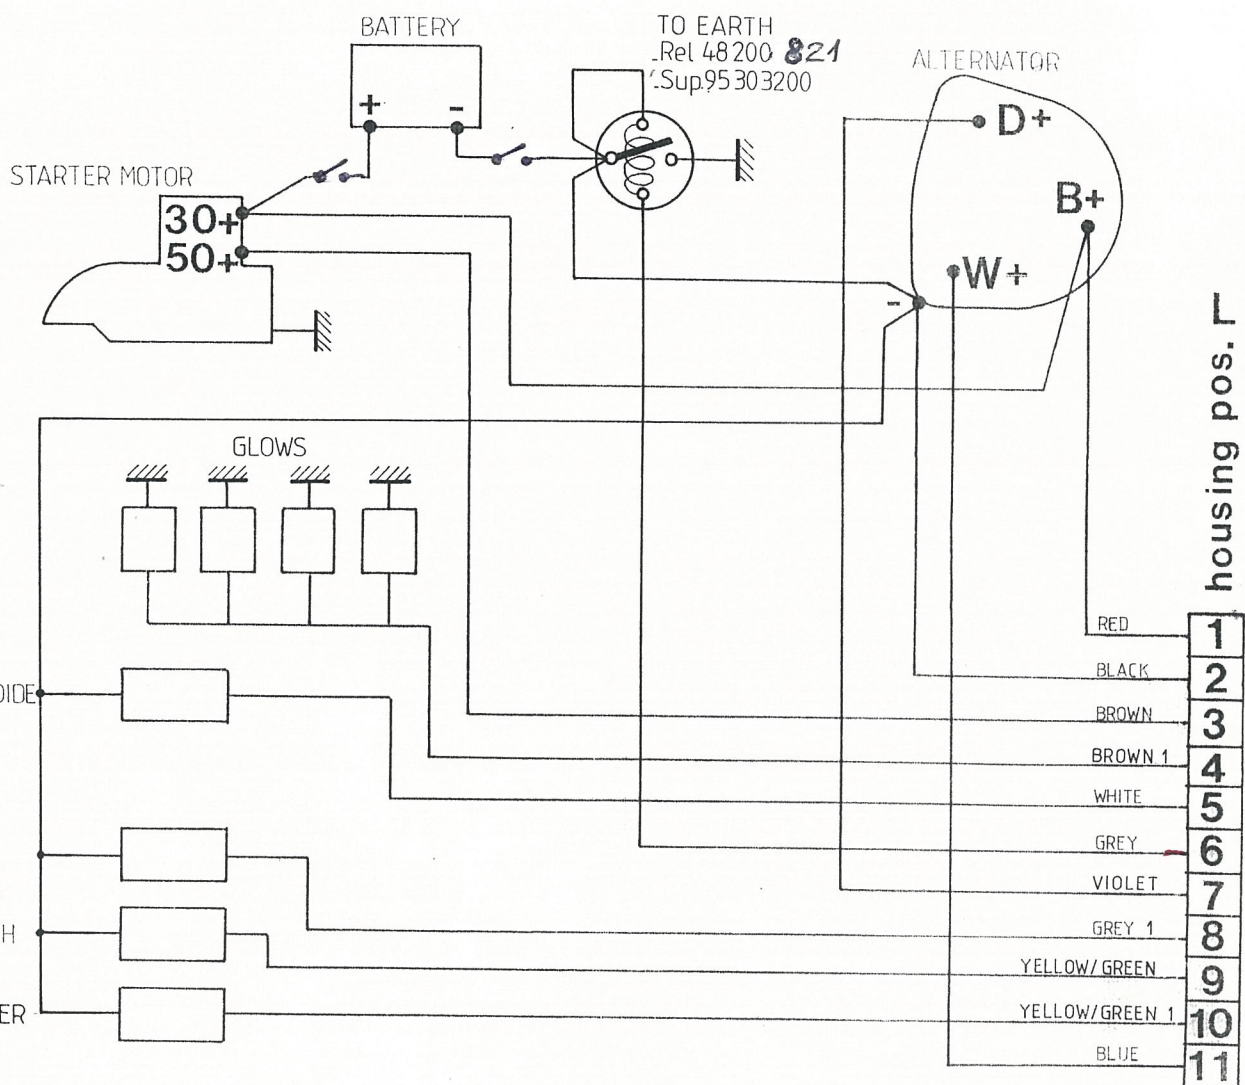 BATTERY
+ -
TO EARTH
-Rel 48200 821
-Sup.95303200
ALTERNATOR
D+
B+
W+
-
STARTER MOTOR
30+
50+
GLOWS
housing pos. L
RED 1
BLACK 2
BROWN 3
BROWN 1 4
WHITE 5
GREY 6
VIOLET 7
GREY 1 8
YELLOW/GREEN 9
YELLOW/GREEN 1 10
BLUE 11
OIDE
H
ER